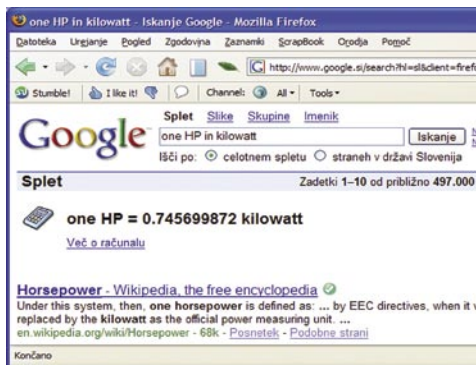 one HP in kilowatt - Iskanje Google - Mozilla Firefox
Datoteka Urejanje Pogled Zgodovina Zaznamki ScrapBook Orodja Pomoč
G http://www.google.si/search?hl=sl&client=firefo
Stumble! I like it! Channel: All Tools
Splet Slike Skupine Imenik
Google one HP in kilowatt Iskanje
Išči po: celotnem spletu straneh v državi Slovenija
Splet Zadetki 1–10 od približno 497.000
one HP = 0.745699872 kilowatt
Več o računalu
Horsepower - Wikipedia, the free encyclopedia
Under this system, then, one horsepower is defined as: ... by EEC directives, when it
replaced by the kilowatt as the official power measuring unit. ...
en.wikipedia.org/wiki/Horsepower - 68k - Posnetek - Podobne strani
Končano